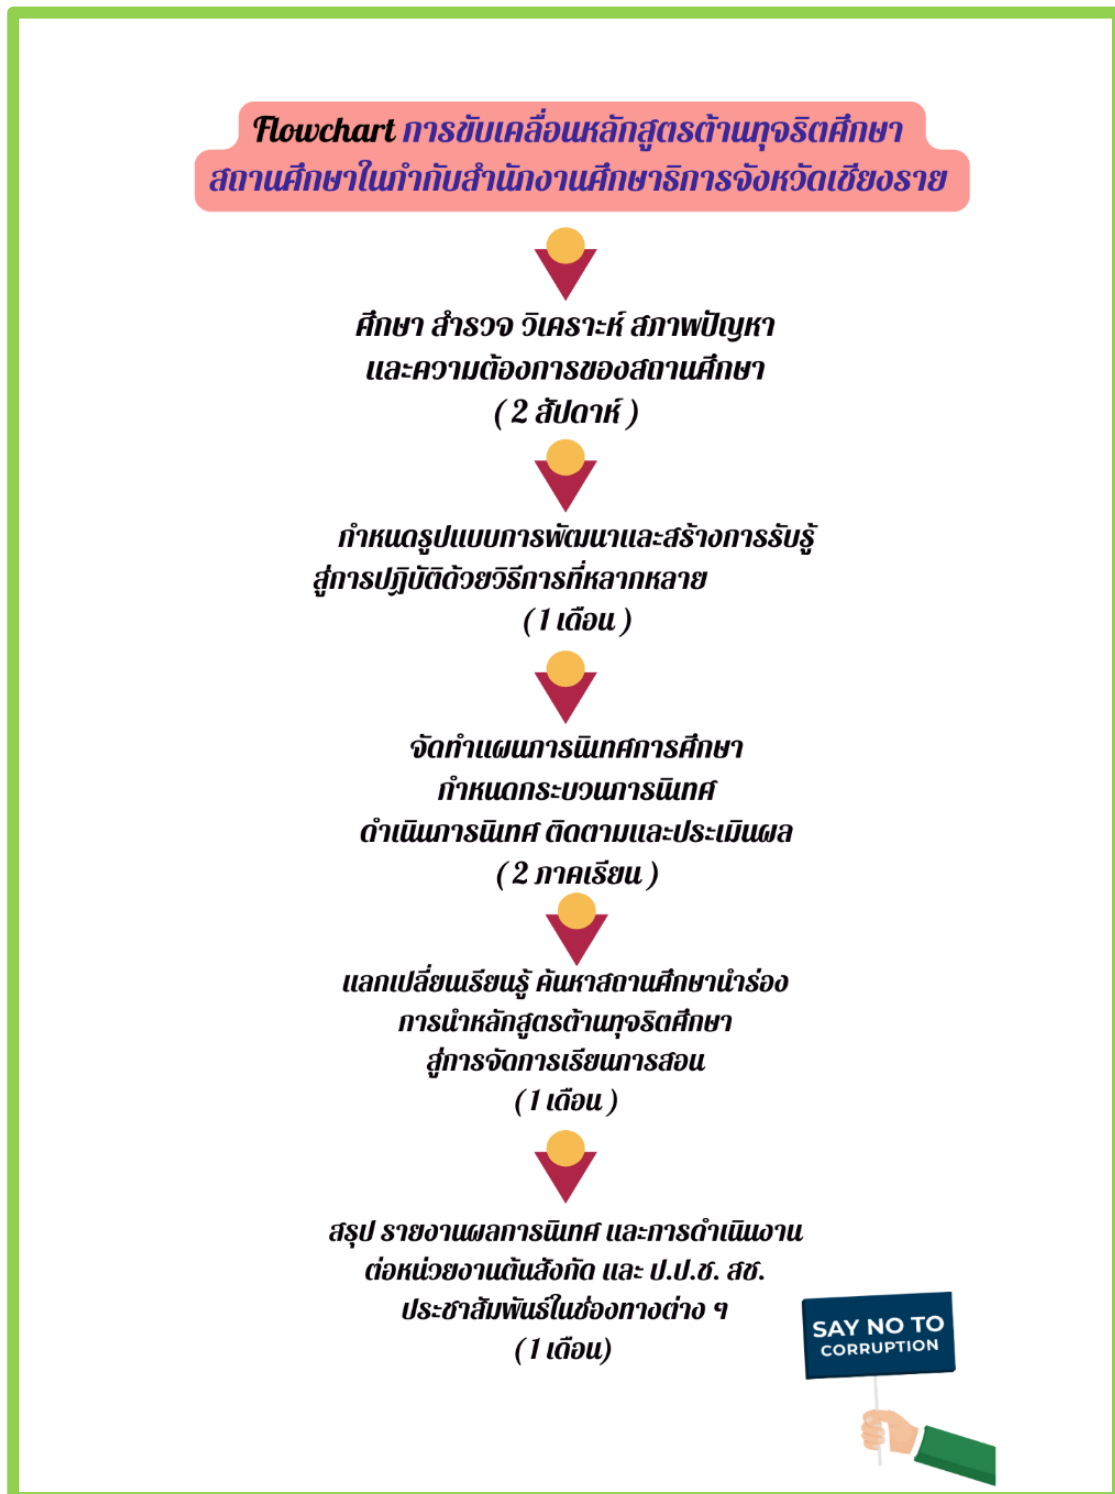 Flowchart การขับเคลื่อนหลักสูตรต้านทุจริตศึกษา
สถานศึกษาในกำกับสำนักงานศึกษาธิการจังหวัดเชียงราย
ศึกษา สำรวจ วิเคราะห์ สภาพปัญหา
และความต้องการของสถานศึกษา
( 2 สัปดาห์ )
กำหนดรูปแบบการพัฒนาและสร้างการรับรู้
สู่การปฏิบัติด้วยวิธีการที่หลากหลาย
( 1 เดือน )
จัดทำแผนการนิเทศการศึกษา
กำหนดกระบวนการนิเทศ
ดำเนินการนิเทศ ติดตามและประเมินผล
( 2 ภาคเรียน )
แลกเปลี่ยนเรียนรู้ ค้นหาสถานศึกษานำร่อง
การนำหลักสูตรต้านทุจริตศึกษา
สู่การจัดการเรียนการสอน
( 1 เดือน )
สรุป รายงานผลการนิเทศ และการดำเนินงาน
ต่อหน่วยงานต้นสังกัด และ ป.ป.ช. สช.
ประชาสัมพันธ์ในช่องทางต่าง ๆ
( 1 เดือน)
SAY NO TO
CORRUPTION